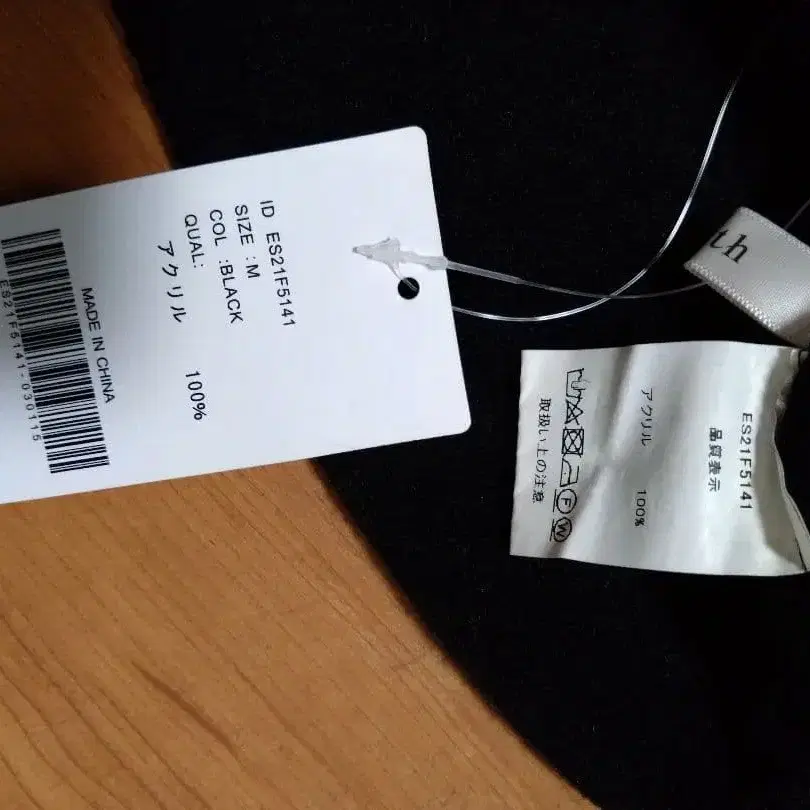 ID ES21F5141
SIZE :M
COL :BLACK
QUAL:
アクリル 100%
MADE IN CHINA
ES21F5141-030115
th
ES21F5141
品質表示
アクリル 100%
F W
取扱い上の注意